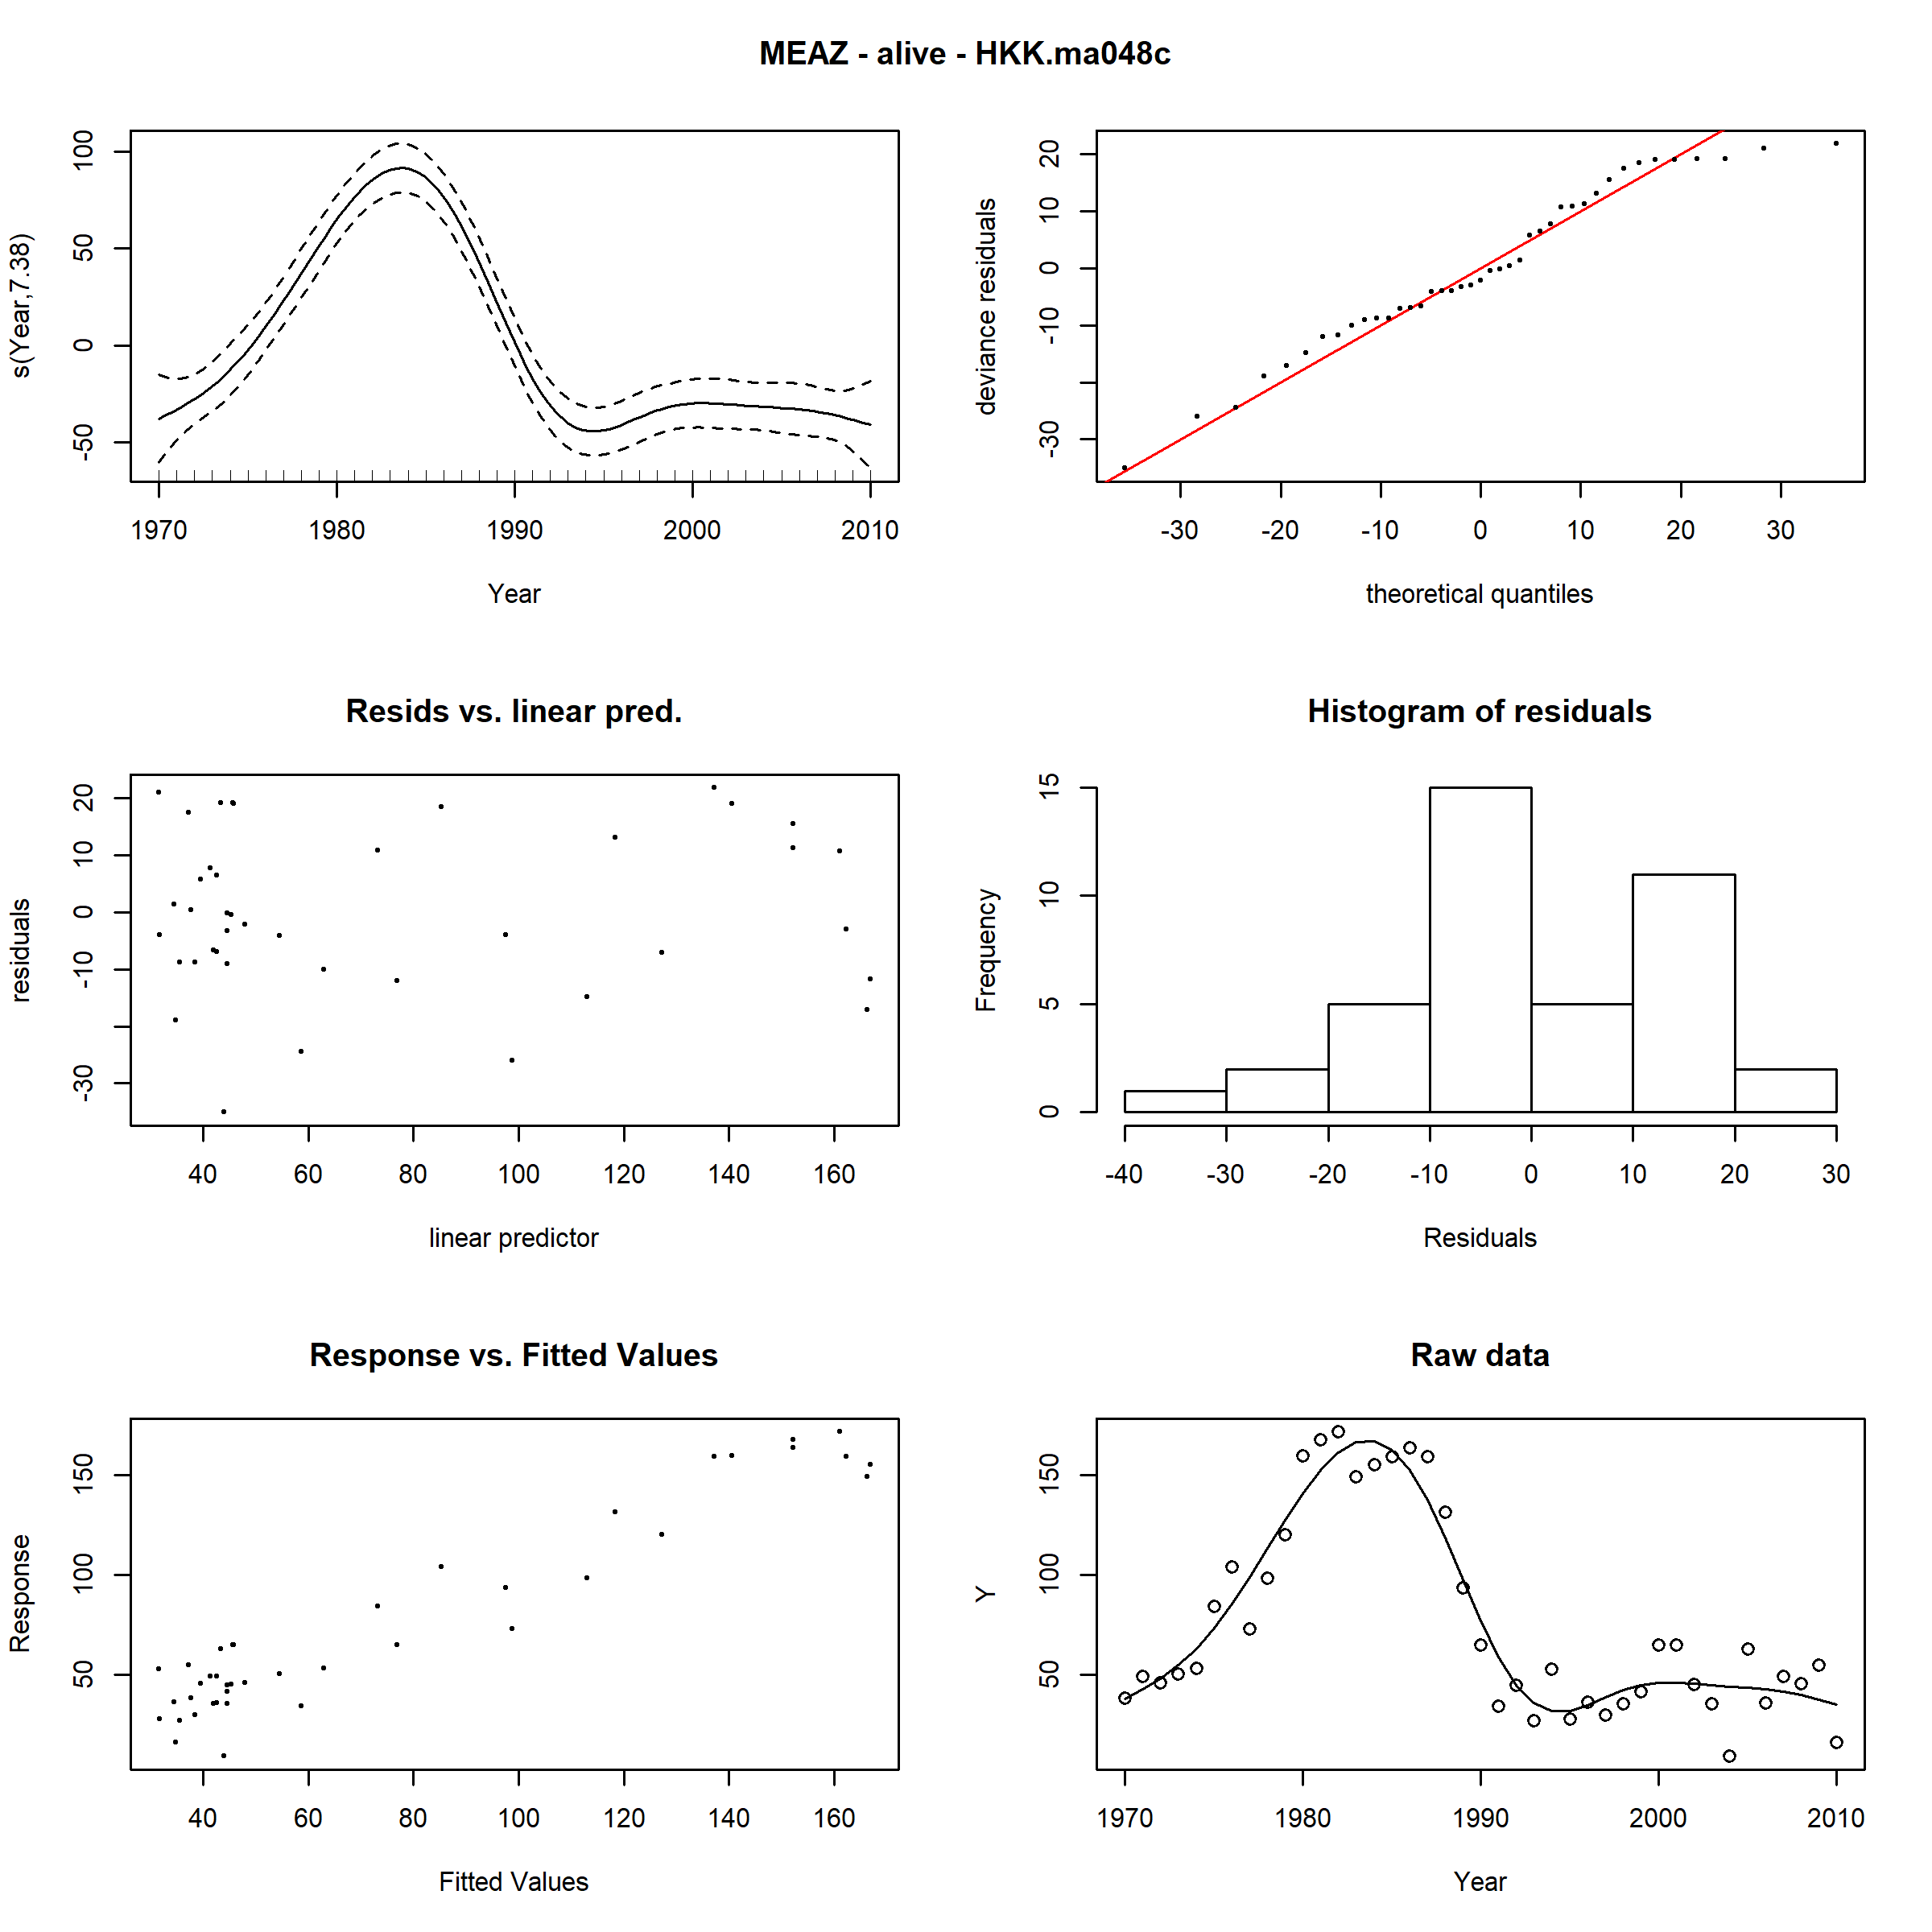 MEAZ - alive - HKK.ma048c
s(Year,7.38)
-50 0 50 100
1970 1980 1990 2000 2010
Year
deviance residuals
-30 -10 0 10 20
-30 -20 -10 0 10 20 30
theoretical quantiles
Resids vs. linear pred.
residuals
-30 -10 0 10 20
40 60 80 100 120 140 160
linear predictor
Histogram of residuals
Frequency
0 5 10 15
-40 -30 -20 -10 0 10 20 30
Residuals
Response vs. Fitted Values
Response
50 100 150
40 60 80 100 120 140 160
Fitted Values
Raw data
Y
50 100 150
1970 1980 1990 2000 2010
Year